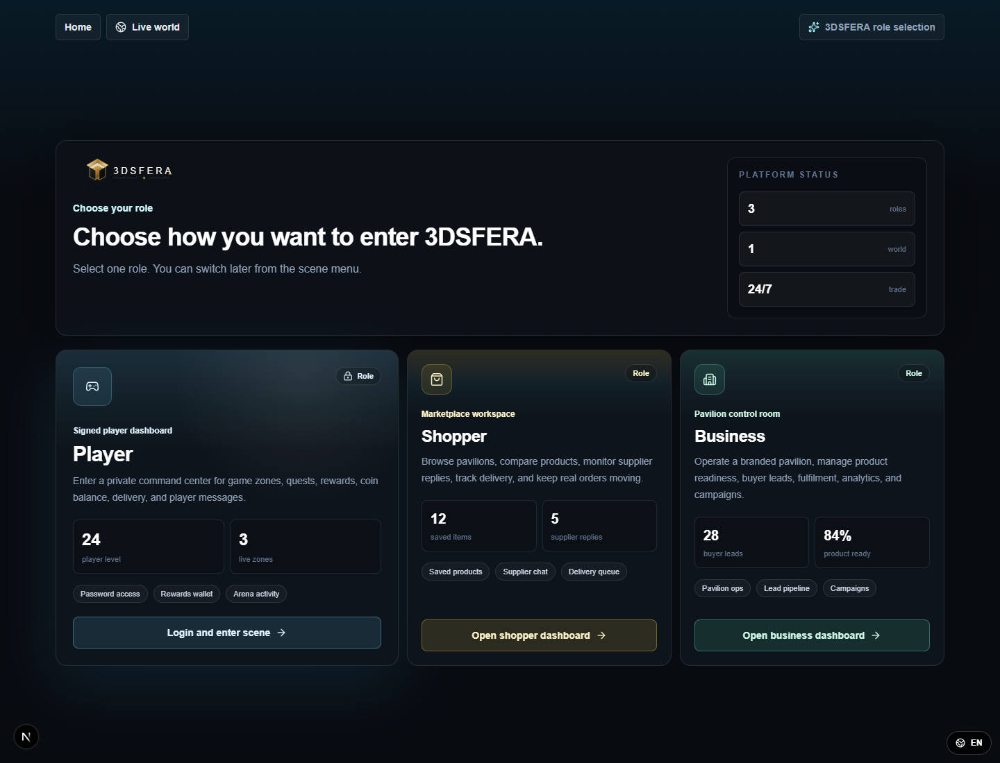 Home
Live world
3DSFERA role selection
3DSFERA
Choose your role
Choose how you want to enter 3DSFERA.
Select one role. You can switch later from the scene menu.
PLATFORM STATUS
3 roles
1 world
24/7 trade
Role
Signed player dashboard
Player
Enter a private command center for game zones, quests, rewards, coin
balance, delivery, and player messages.
24
player level
3
live zones
Password access
Rewards wallet
Arena activity
Login and enter scene
Role
Marketplace workspace
Shopper
Browse pavilions, compare products, monitor supplier
replies, track delivery, and keep real orders moving.
12
saved items
5
supplier replies
Saved products
Supplier chat
Delivery queue
Open shopper dashboard
Role
Pavilion control room
Business
Operate a branded pavilion, manage product
readiness, buyer leads, fulfilment, analytics, and
campaigns.
28
buyer leads
84%
product ready
Pavilion ops
Lead pipeline
Campaigns
Open business dashboard
N
EN